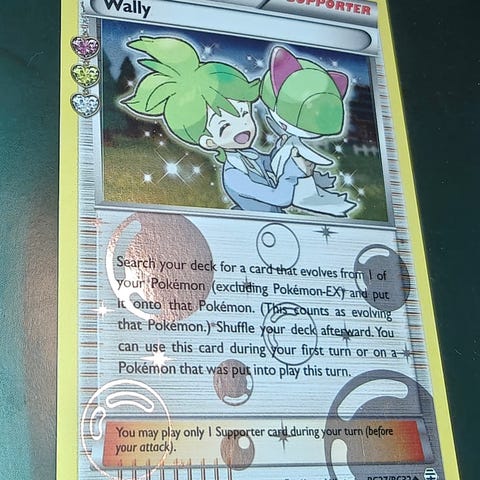 Wally
SUPPORTER
Search your deck for a card that evolves from 1 of
your Pokémon (excluding Pokémon-EX) and put
it onto that Pokémon. (This counts as evolving
that Pokémon.) Shuffle your deck afterward. You
can use this card during your first turn or on a
Pokémon that was put into play this turn.
You may play only 1 Supporter card during your turn (before
your attack).
RC27/RC32